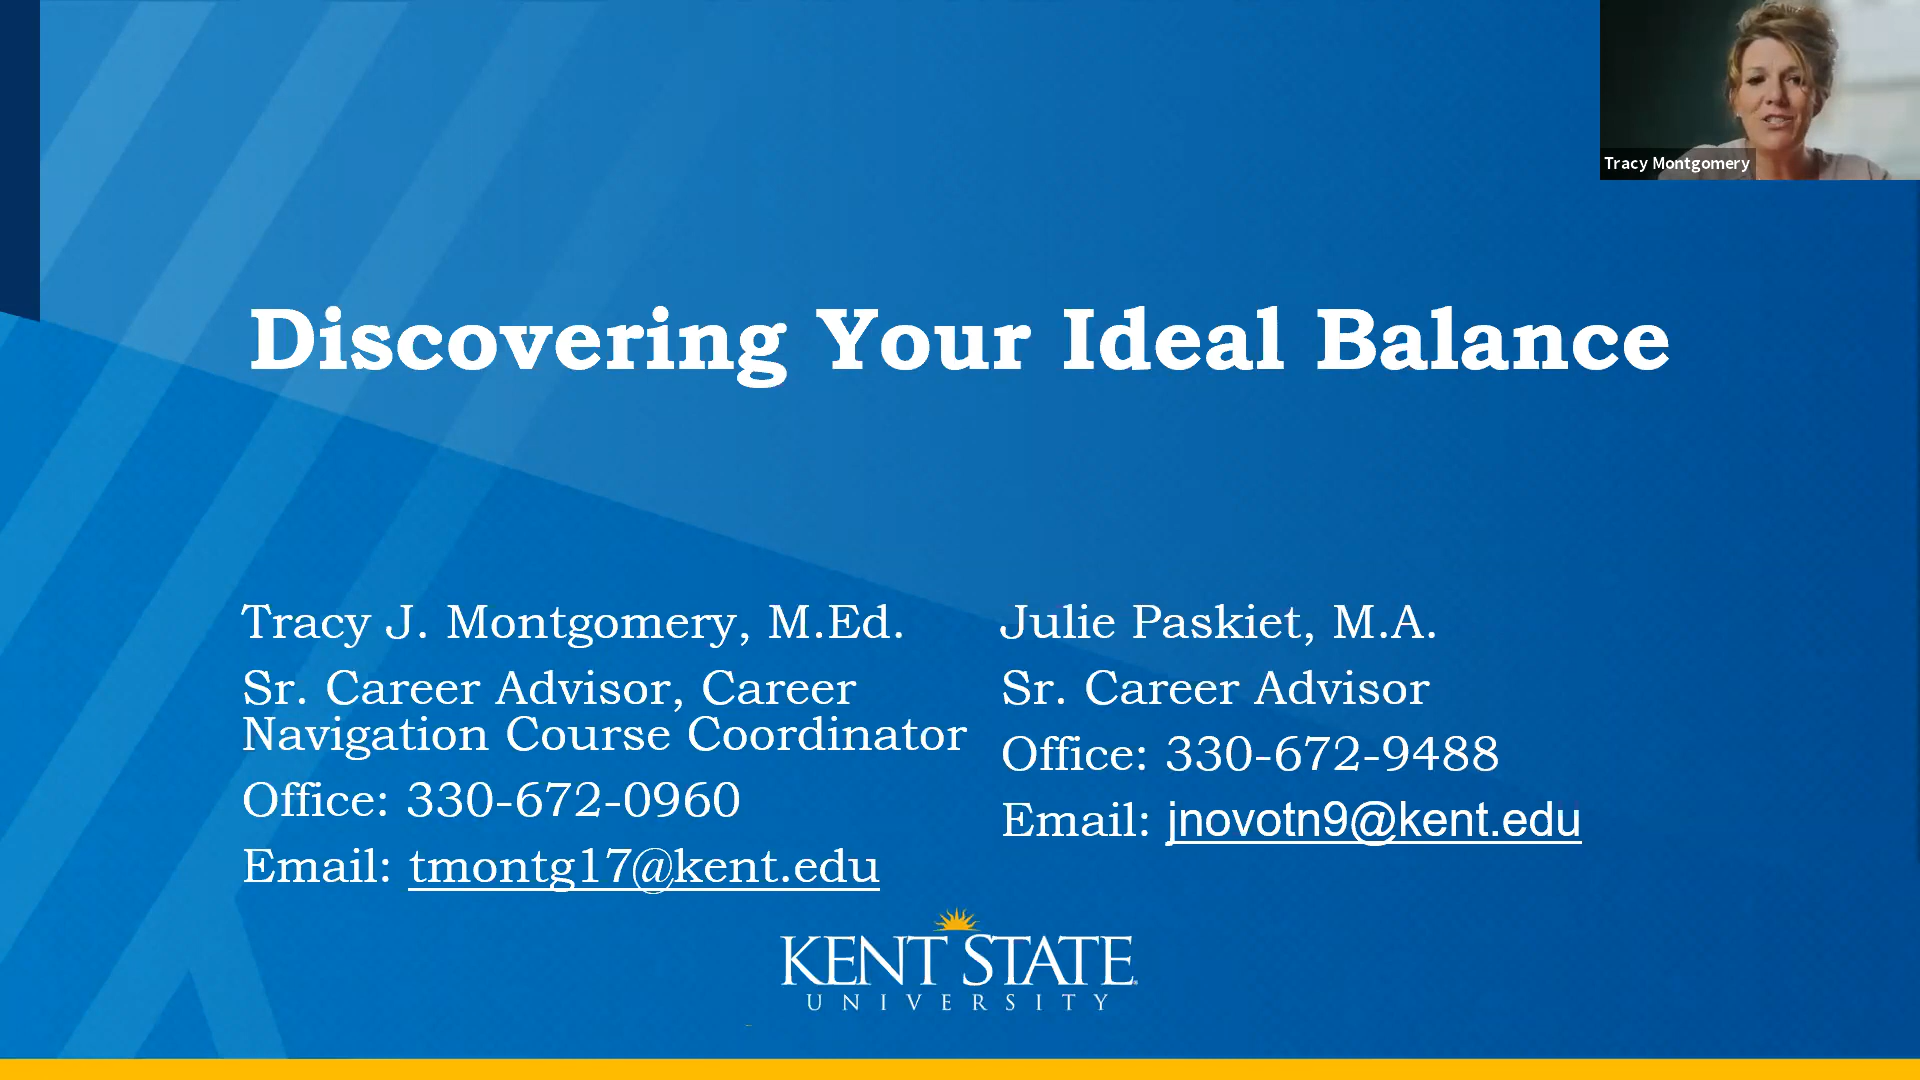 Tracy Montgomery
Discovering Your Ideal Balance
Tracy J. Montgomery, M.Ed.
Sr. Career Advisor, Career
Navigation Course Coordinator
Office: 330-672-0960
Email: tmontg17@kent.edu
Julie Paskiet, M.A.
Sr. Career Advisor
Office: 330-672-9488
Email: jnovotn9@kent.edu
KENT STATE
UNIVERSITY